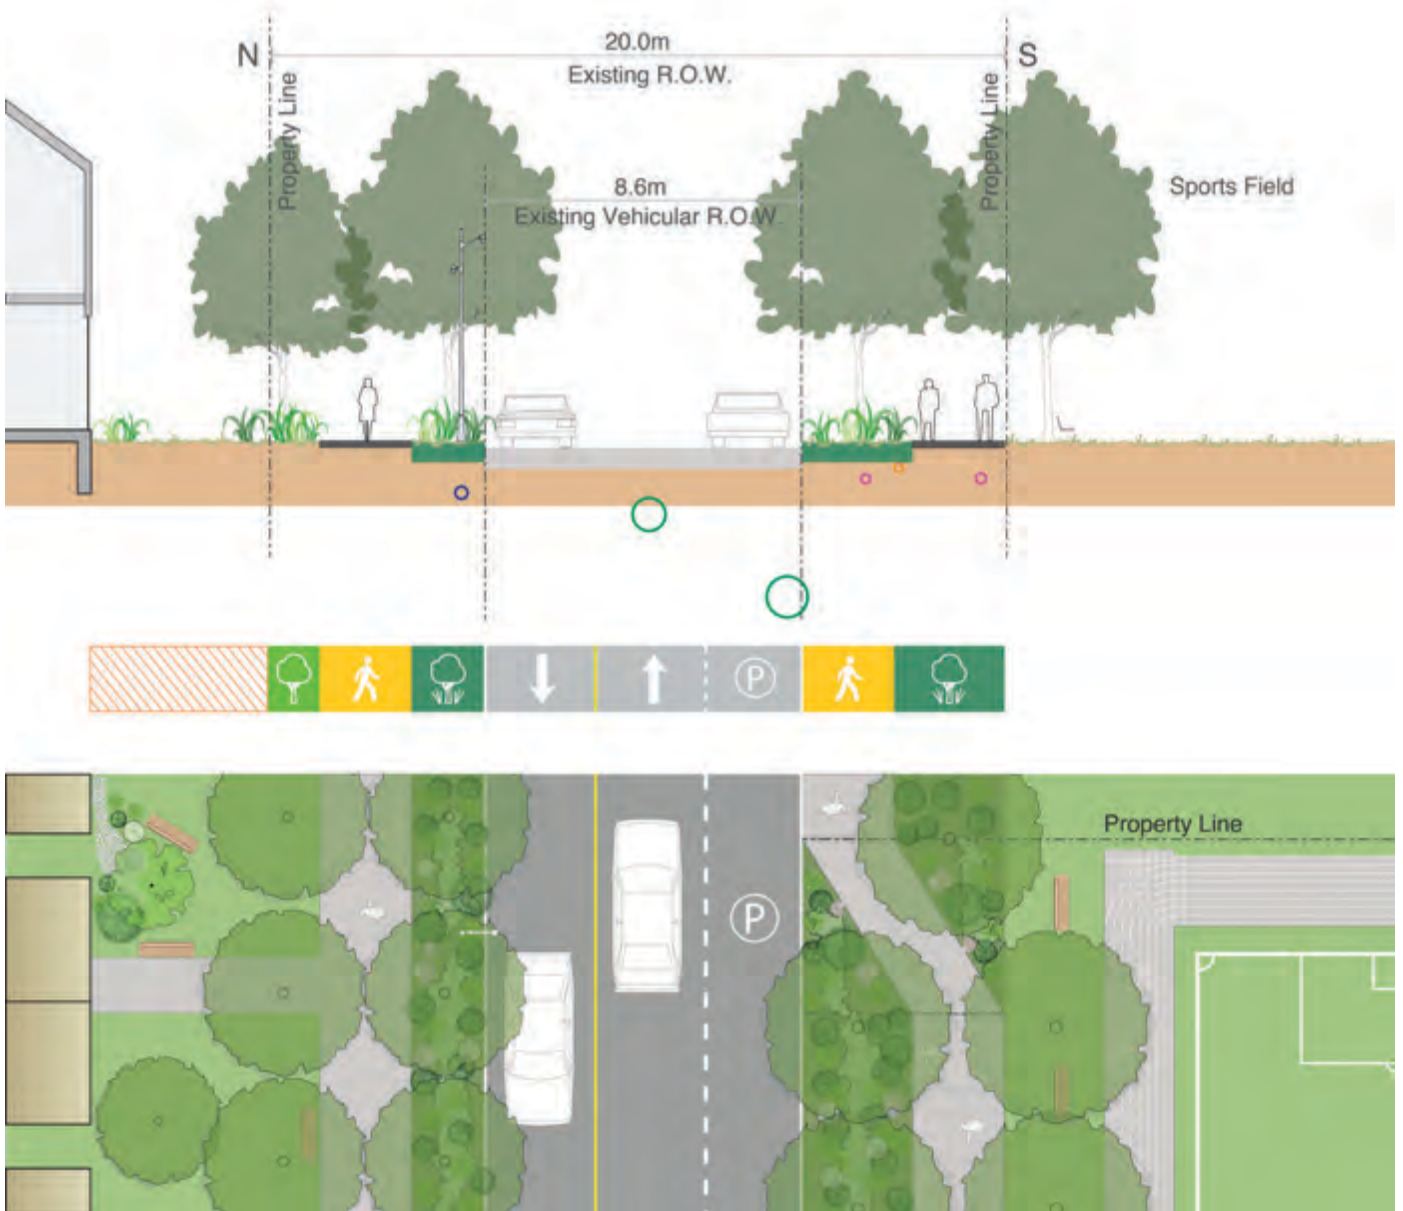 N
20.0m
S
Existing R.O.W.
Property Line
Property Line
8.6m
Existing Vehicular R.O.W.
Sports Field
P
Property Line
P